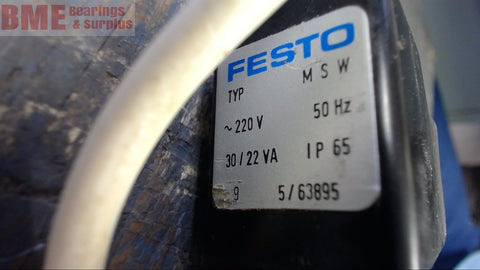 BME Bearings
& surplus
FESTO
TYP MSW
~ 220 V 50 Hz
30 / 22 VA IP 65
9 5 / 63895